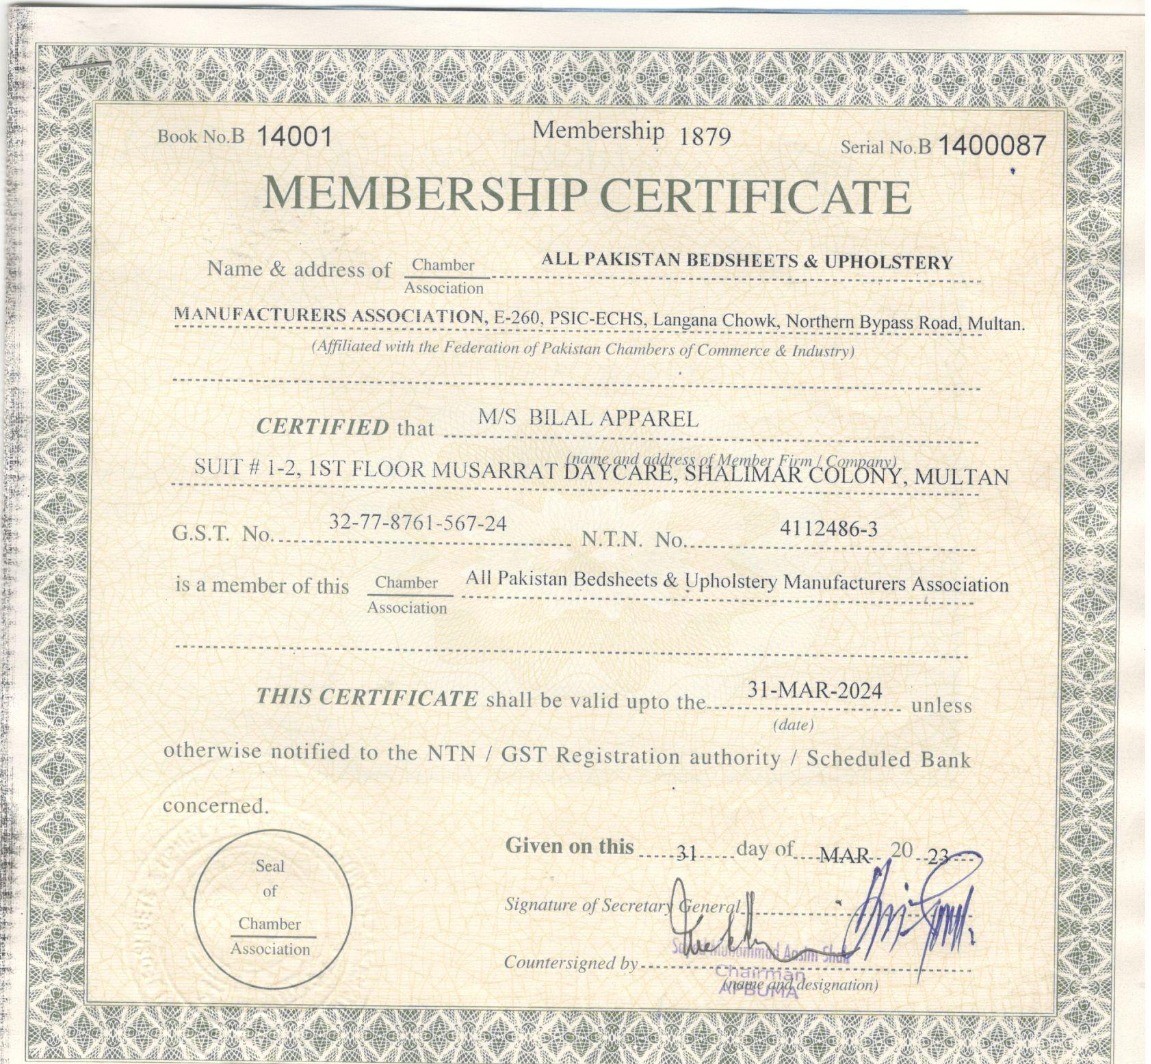 Book No.B 14001 Membership 1879 Serial No.B 1400087
MEMBERSHIP CERTIFICATE
Name & address of Chamber ALL PAKISTAN BEDSHEETS & UPHOLSTERY
Association
MANUFACTURERS ASSOCIATION, E-260, PSIC-ECHS, Langana Chowk, Northern Bypass Road, Multan.
(Affiliated with the Federation of Pakistan Chambers of Commerce & Industry)
CERTIFIED that M/S BILAL APPAREL
(name and address of Member Firm / Company)
SUIT # 1-2, 1ST FLOOR MUSARRAT DAYCARE, SHALIMAR COLONY, MULTAN
G.S.T. No. 32-77-8761-567-24 N.T.N. No. 4112486-3
is a member of this Chamber All Pakistan Bedsheets & Upholstery Manufacturers Association
Association
THIS CERTIFICATE shall be valid upto the 31-MAR-2024 unless
(date)
otherwise notified to the NTN / GST Registration authority / Scheduled Bank
concerned.
Given on this 31 day of MAR 20 23
Seal
of
Chamber
Association
Signature of Secretary General
Muhammad Aasim Shah
Countersigned by
Chairman
APBUMA
(name and designation)